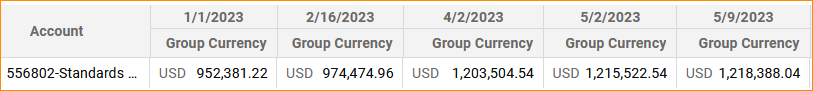 Account 1/1/2023 2/16/2023 4/2/2023 5/2/2023 5/9/2023
Group Currency Group Currency Group Currency Group Currency Group Currency
556802-Standards ... USD 952,381.22 USD 974,474.96 USD 1,203,504.54 USD 1,215,522.54 USD 1,218,388.04